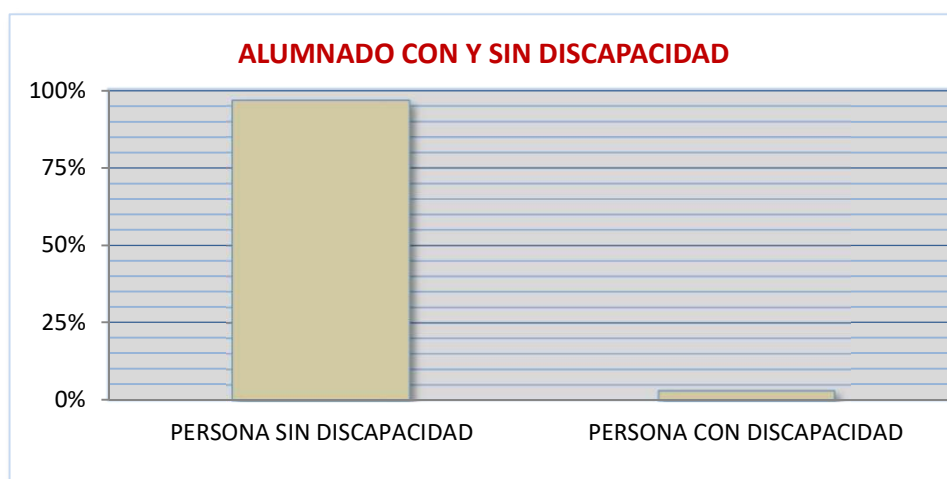 ALUMNADO CON Y SIN DISCAPACIDAD
100%
75%
50%
25%
0%
PERSONA SIN DISCAPACIDAD
PERSONA CON DISCAPACIDAD